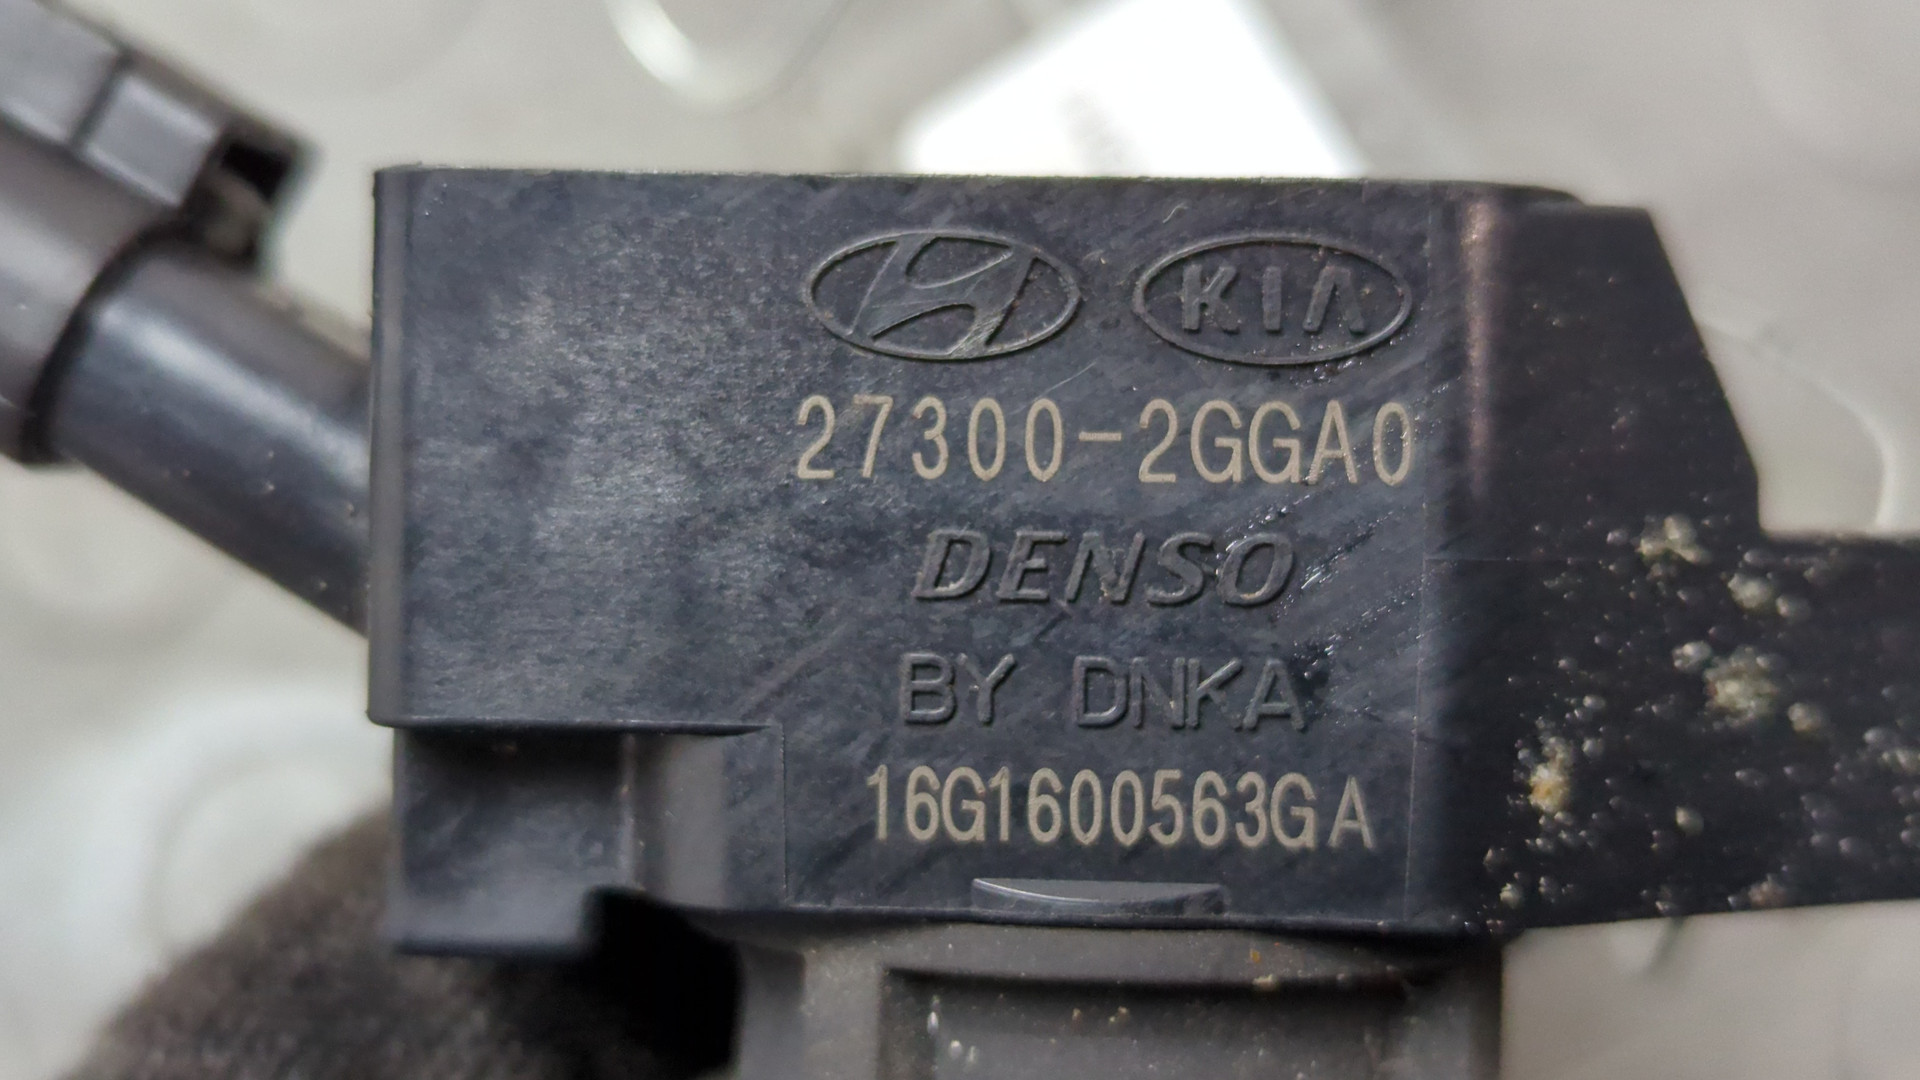 KIA
27300-2GGA0
DENSO
BY DNKA
16G1600563GA